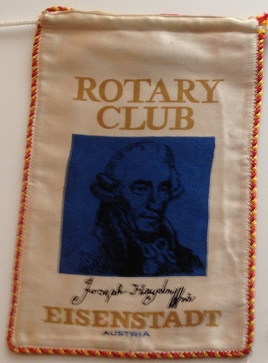 ROTARY
CLUB
Joseph Haydn
EISENSTADT
AUSTRIA